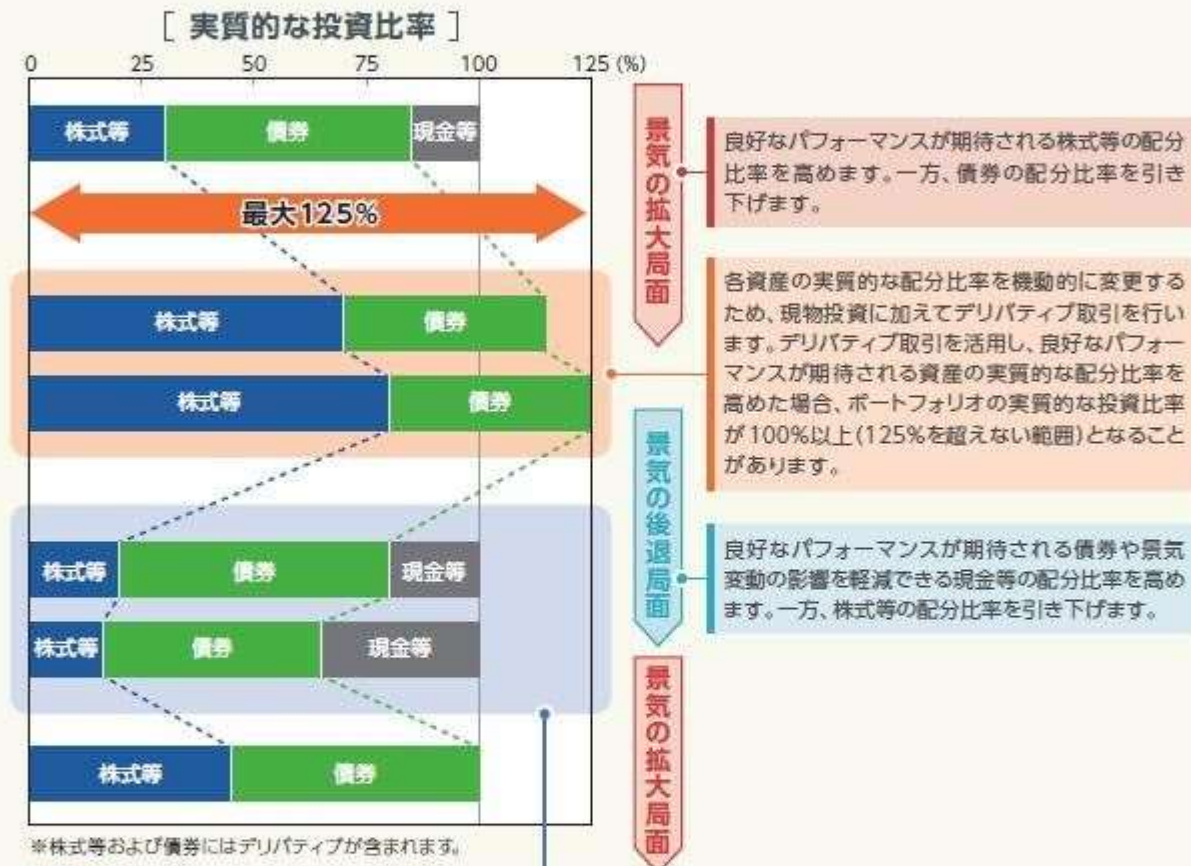 ［ 実質的な投資比率 ］
0 25 50 75 100 125 (%)
株式等 債券 現金等
最大125%
株式等 債券
株式等 債券
株式等 債券 現金等
株式等 債券 現金等
株式等 債券
※株式等および債券にはデリバティブが含まれます。
景気の拡大局面
良好なパフォーマンスが期待される株式等の配分
比率を高めます。一方、債券の配分比率を引き
下げます。
各資産の実質的な配分比率を機動的に変更する
ため、現物投資に加えてデリバティブ取引を行い
ます。デリバティブ取引を活用し、良好なパフォー
マンスが期待される資産の実質的な配分比率を
高めた場合、ポートフォリオの実質的な投資比率
が100%以上(125%を超えない範囲)となること
があります。
景気の後退局面
良好なパフォーマンスが期待される債券や景気
変動の影響を軽減できる現金等の配分比率を高め
ます。一方、株式等の配分比率を引き下げます。
景気の拡大局面